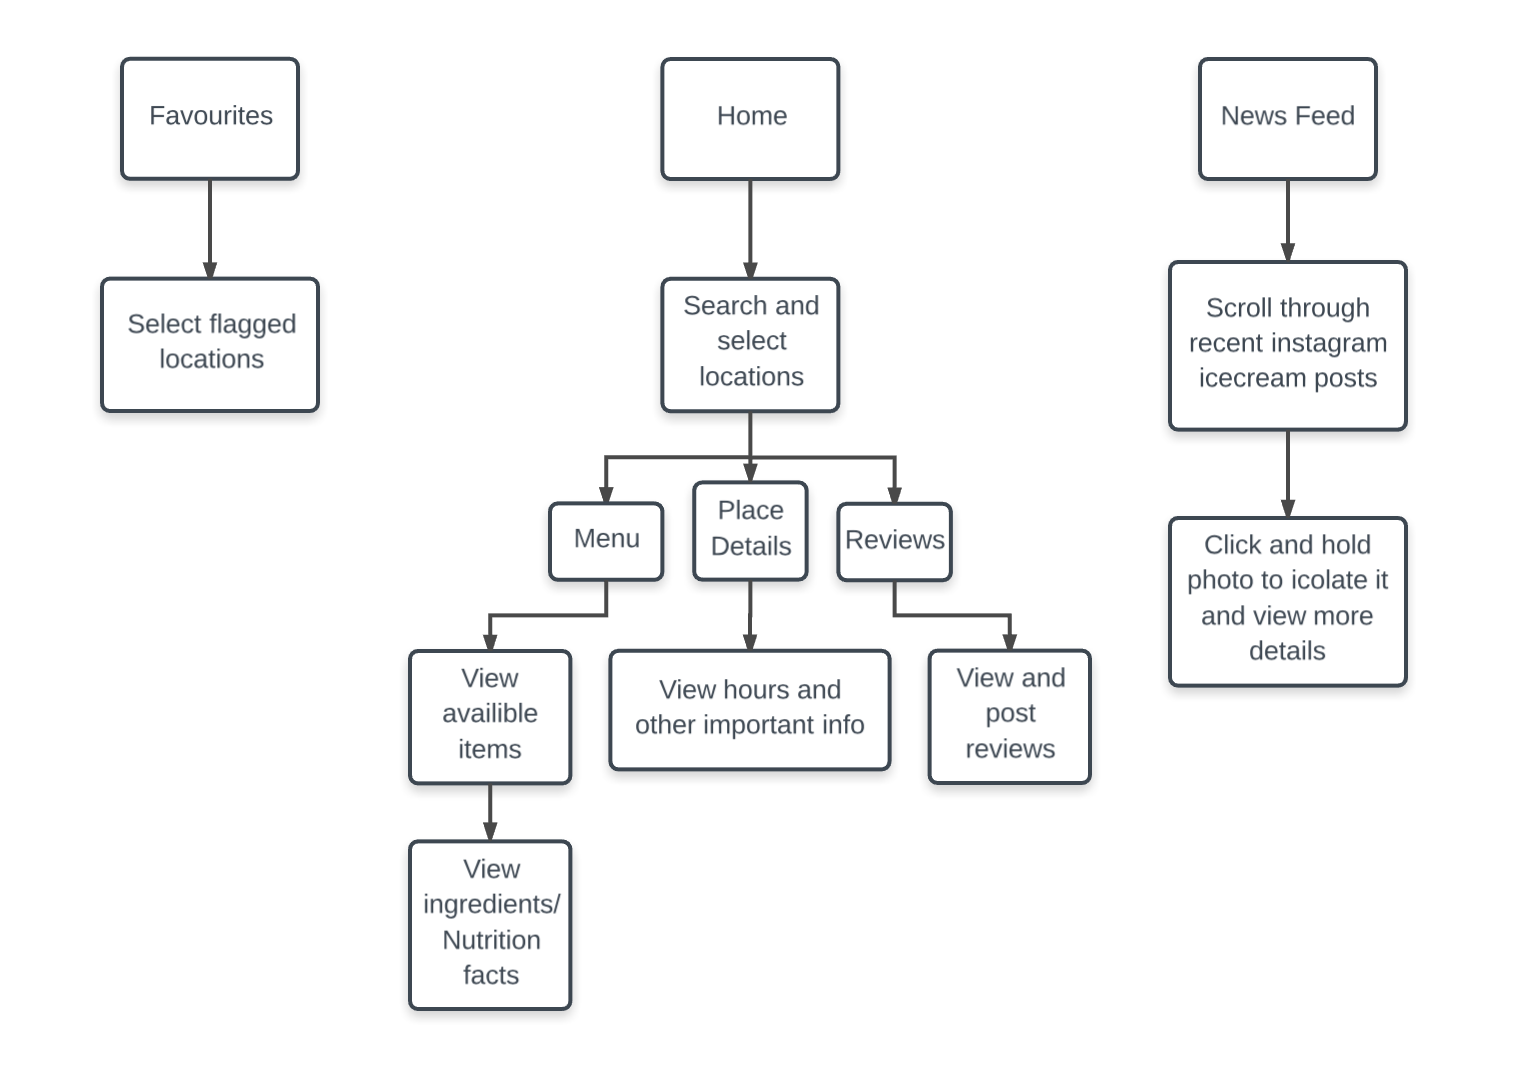 Favourites
Home
News Feed
Select flagged
locations
Search and
select
locations
Scroll through
recent instagram
icecream posts
Menu
Place
Details
Reviews
Click and hold
photo to icolate it
and view more
details
View
availible
items
View hours and
other important info
View and
post
reviews
View
ingredients/
Nutrition
facts